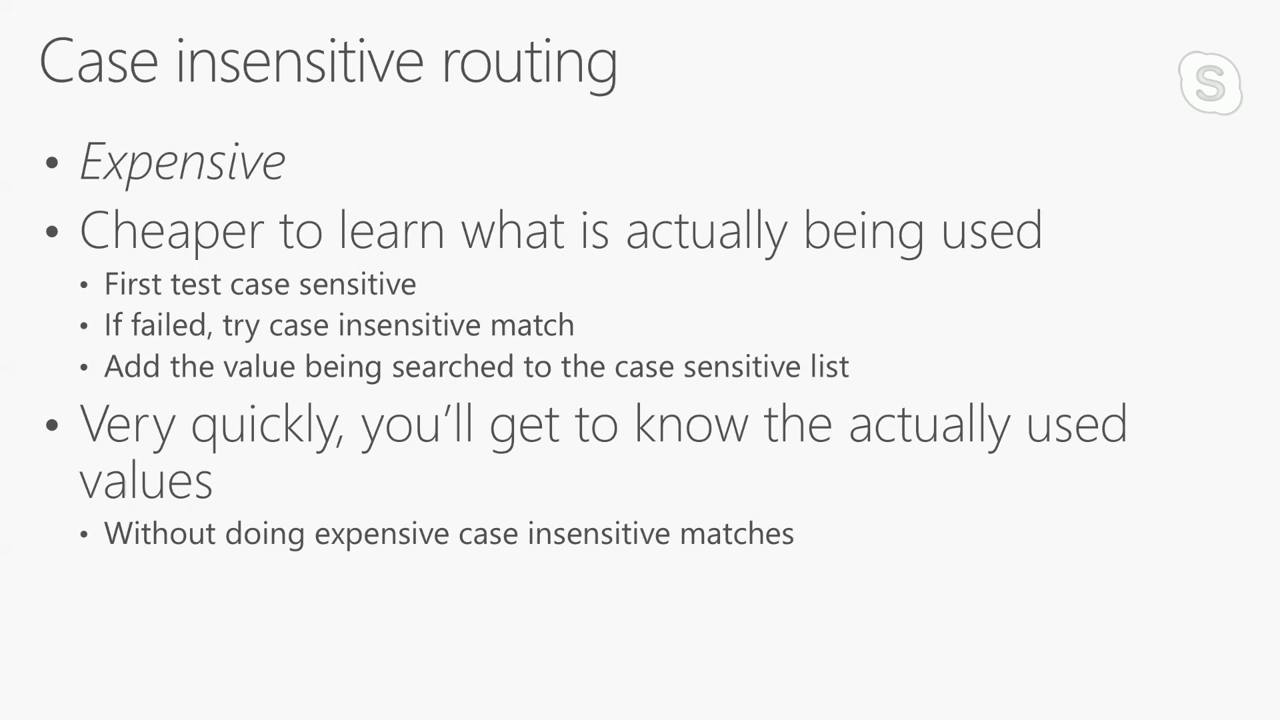 Case insensitive routing
S
• Expensive
• Cheaper to learn what is actually being used
• First test case sensitive
• If failed, try case insensitive match
• Add the value being searched to the case sensitive list
• Very quickly, you’ll get to know the actually used
values
• Without doing expensive case insensitive matches